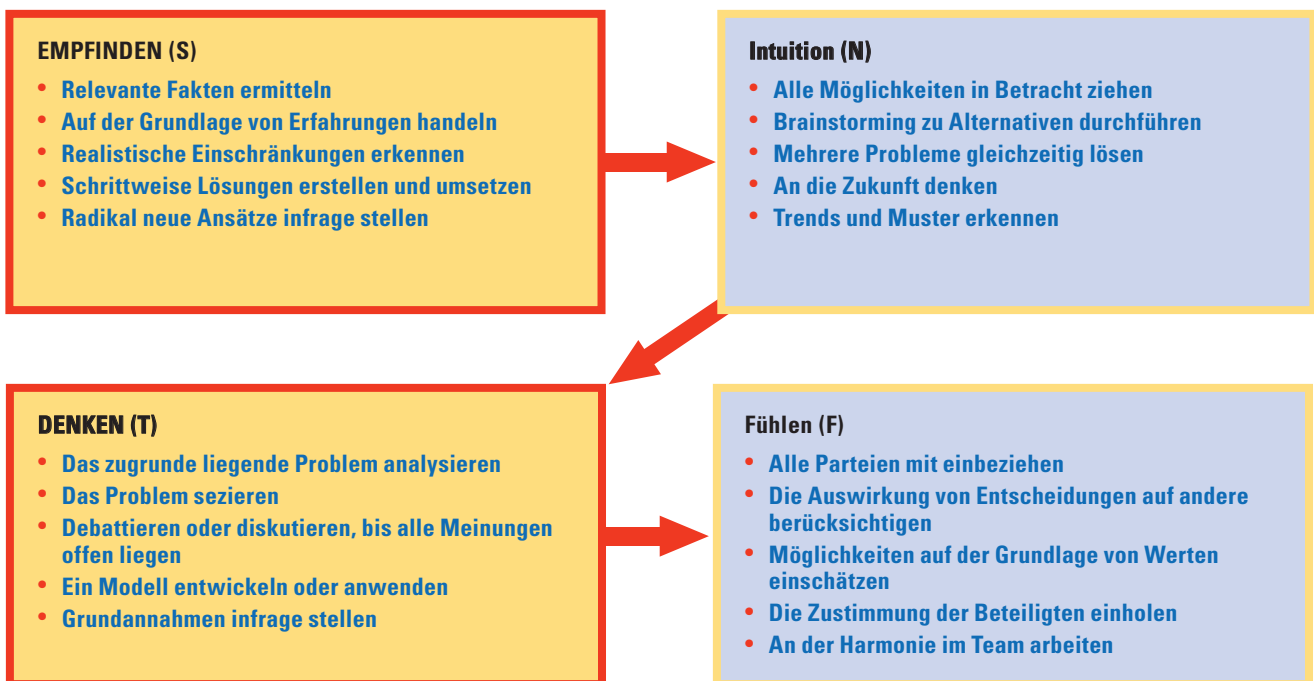 EMPFINDEN (S)
• Relevante Fakten ermitteln
• Auf der Grundlage von Erfahrungen handeln
• Realistische Einschränkungen erkennen
• Schrittweise Lösungen erstellen und umsetzen
• Radikal neue Ansätze infrage stellen
Intuition (N)
• Alle Möglichkeiten in Betracht ziehen
• Brainstorming zu Alternativen durchführen
• Mehrere Probleme gleichzeitig lösen
• An die Zukunft denken
• Trends und Muster erkennen
DENKEN (T)
• Das zugrunde liegende Problem analysieren
• Das Problem sezieren
• Debattieren oder diskutieren, bis alle Meinungen
offen liegen
• Ein Modell entwickeln oder anwenden
• Grundannahmen infrage stellen
Fühlen (F)
• Alle Parteien mit einbeziehen
• Die Auswirkung von Entscheidungen auf andere
berücksichtigen
• Möglichkeiten auf der Grundlage von Werten
einschätzen
• Die Zustimmung der Beteiligten einholen
• An der Harmonie im Team arbeiten